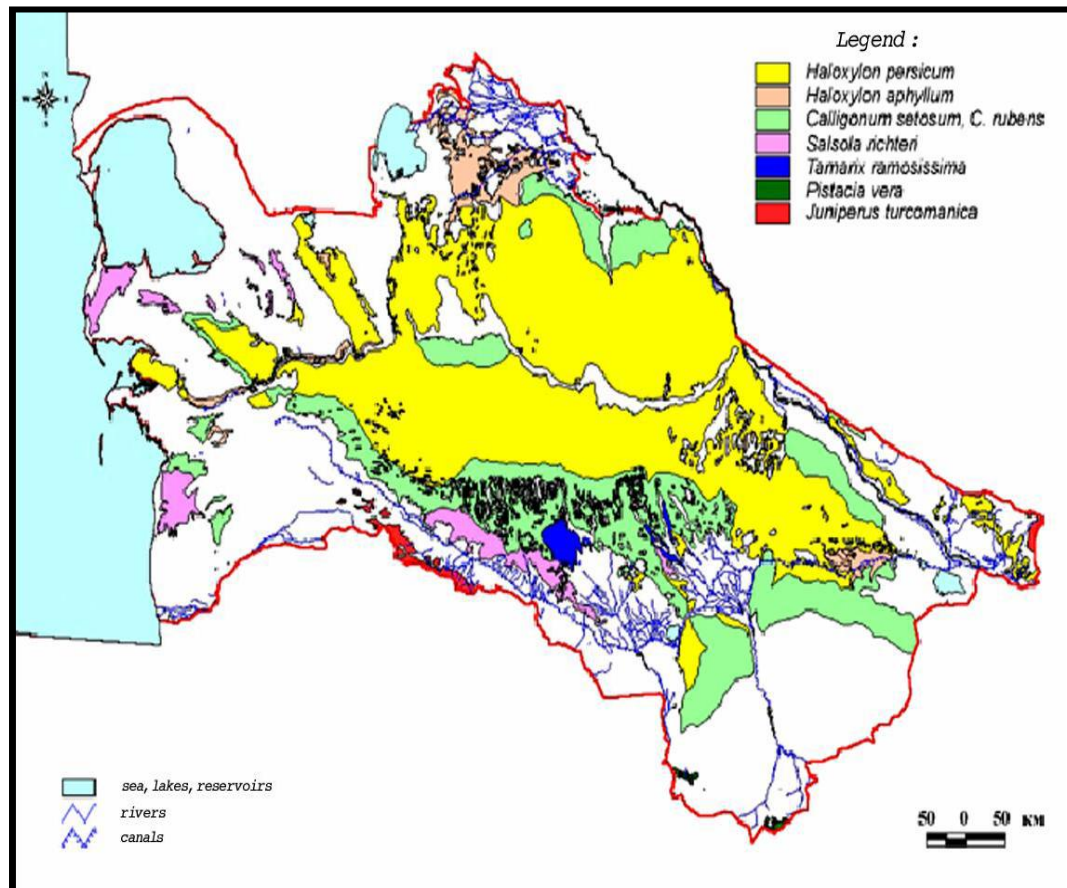 Legend :
Haloxylon persicum
Haloxylon aphyllum
Calligonum setosum, C. rubens
Salsola richteri
Tamarix ramosissima
Pistacia vera
Juniperus turcomanica
N
W E
S
sea, lakes, reservoirs
rivers
canals
50 0 50 KM